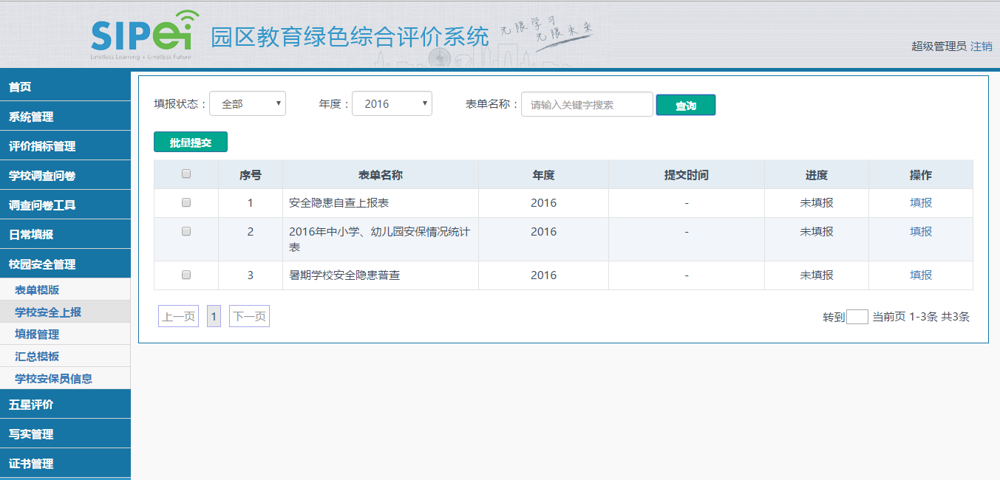 SIPEi
Limitless Learning • Limitless Future
园区教育绿色综合评价系统
无限学习
无限未来
超级管理员 注销
首页
系统管理
评价指标管理
学校调查问卷
调查问卷工具
日常填报
校园安全管理
表单模版
学校安全上报
填报管理
汇总模板
学校安保员信息
五星评价
写实管理
证书管理
填报状态： 全部 年度： 2016 表单名称： 请输入关键字搜索 查询
批量提交
序号 表单名称 年度 提交时间 进度 操作
1 安全隐患自查上报表 2016 - 未填报 填报
2 2016年中小学、幼儿园安保情况统计 2016 - 未填报 填报
表
3 暑期学校安全隐患普查 2016 - 未填报 填报
上一页 1 下一页 转到 当前页 1-3条 共3条